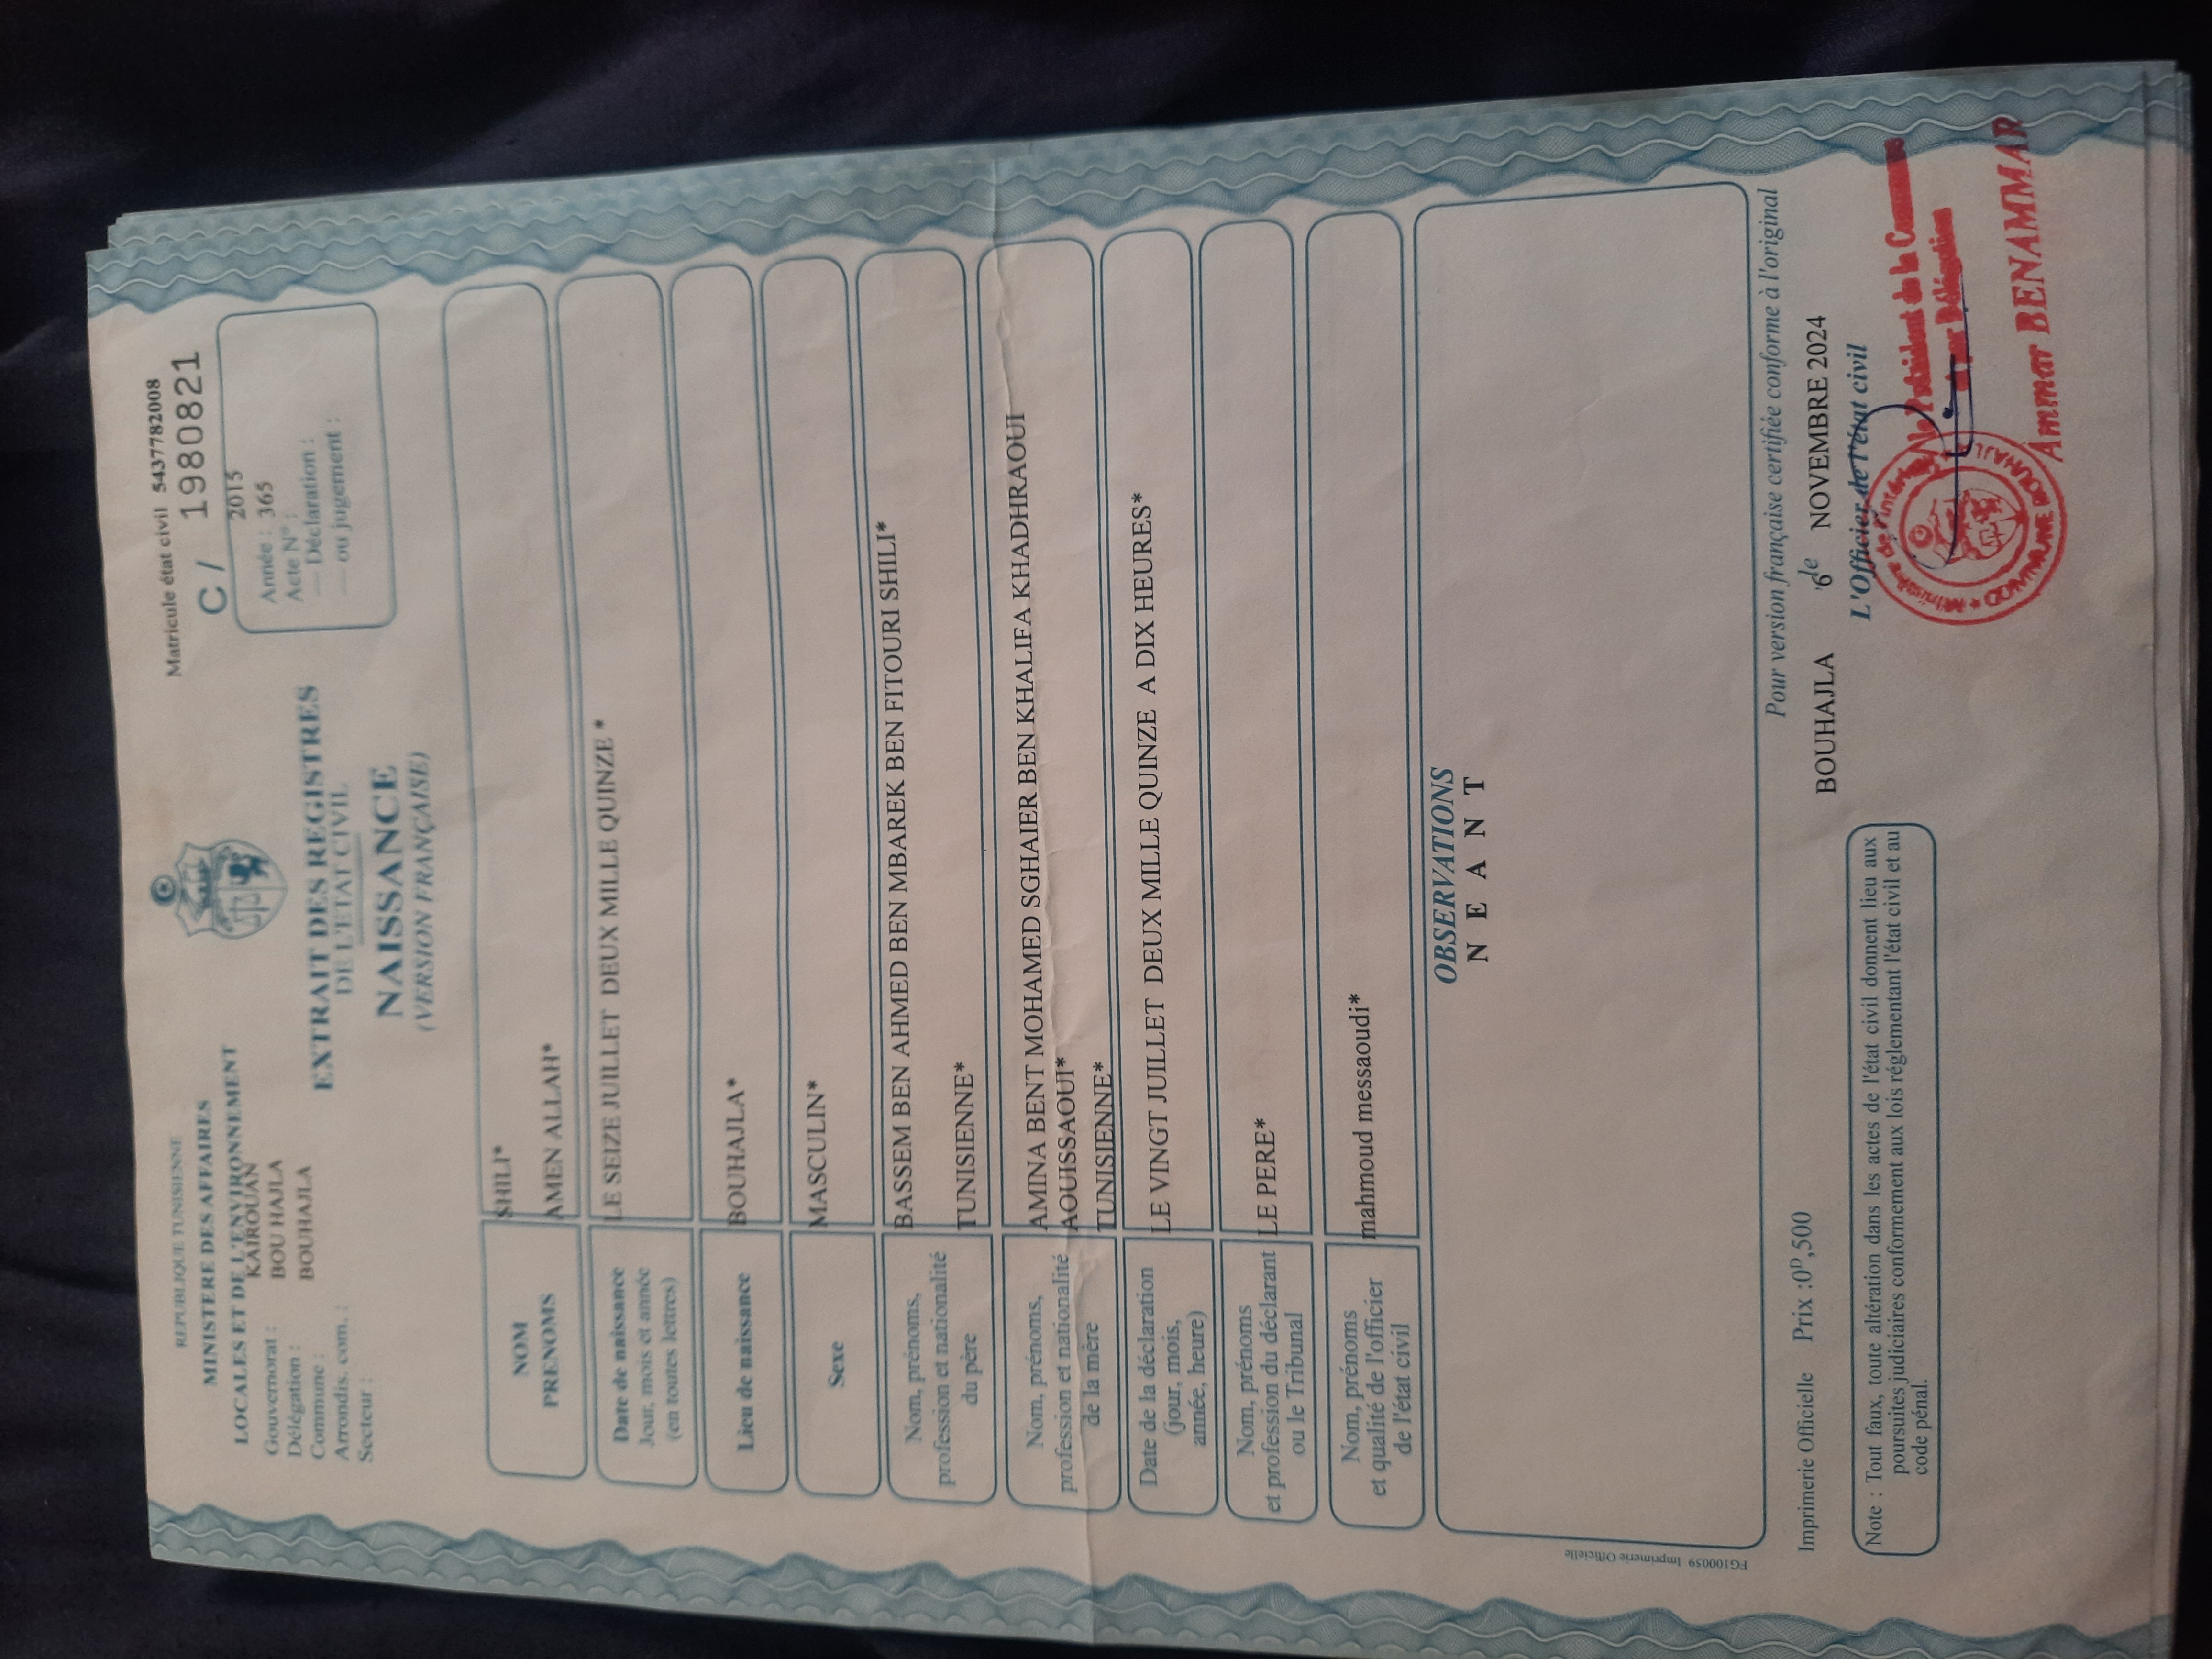 REPUBLIQUE TUNISIENNE
MINISTERE DES AFFAIRES
LOCALES ET DE L'ENVIRONNEMENT
Gouvernorat : KAIROUAN
Délégation : BOU HAJLA
Commune : BOUHAJLA
Arrondis. com. :
Secteur :
Matricule état civil 5437782008
C / 1980821
2015
Année : 365
Acte N° :
— Déclaration :
— ou jugement :
EXTRAIT DES REGISTRES
DE L'ETAT CIVIL
NAISSANCE
(VERSION FRANÇAISE)
NOM
PRENOMS
SHILI*
AMEN ALLAH*
Date de naissance
Jour, mois et année
(en toutes lettres)
LE SEIZE JUILLET DEUX MILLE QUINZE *
Lieu de naissance
BOUHAJLA*
Sexe
MASCULIN*
Nom, prénoms,
profession et nationalité
du père
BASSEM BEN AHMED BEN MBAREK BEN FITOURI SHILI*
TUNISIENNE*
Nom, prénoms,
profession et nationalité
de la mère
AMINA BENT MOHAMED SGHAIER BEN KHALIFA KHADHRAOUI
AOUISSAOUI*
TUNISIENNE*
Date de la déclaration
(jour, mois,
année, heure)
LE VINGT JUILLET DEUX MILLE QUINZE A DIX HEURES*
Nom, prénoms
et profession du déclarant
ou le Tribunal
LE PERE*
Nom, prénoms
et qualité de l'officier
de l'état civil
mahmoud messaoudi*
OBSERVATIONS
N E A N T
FG100059 Imprimerie Officielle
Pour version française certifiée conforme à l'original
Imprimerie Officielle Prix :0ᴰ,500
BOUHAJLA le 6 NOVEMBRE 2024
L'Officier de l'état civil
Président de la Commune
par Délégation
Ammar BENAMMAR
COMMUNE BOUHAJL
Note : Tout faux, toute altération dans les actes de l'état civil donnent lieu aux
poursuites judiciaires conformement aux lois réglementant l'état civil et au
code pénal.